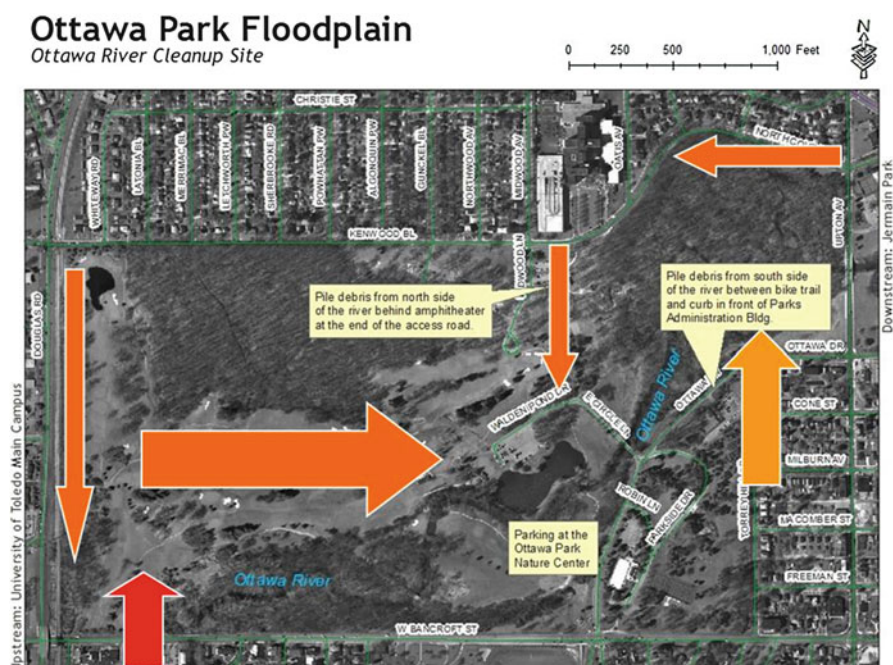 Ottawa Park Floodplain
Ottawa River Cleanup Site
0 250 500 1,000 Feet
N
CHRISTIE ST
WHITEWAY RD
LATONIA BL
MERRIMAC BL
LETCHWORTH PW
SHERBROOKE RD
POWHATTAN PW
ALGONQUIN PW
GUNCKEL BL
NORTHWOOD AV
MIDWOOD AV
OATIS AV
UPTON AV
KENWOOD BL
DOUGLAS RD
Pile debris from north side
of the river behind amphitheater
at the end of the access road.
Pile debris from south side
of the river between bike trail
and curb in front of Parks
Administration Bldg.
Downstream: Jermain Park
OTTAWA DR
Ottawa River
WALDEN POND DR
E CIRCLE DR
CONE ST
MILBURN AV
ROBIN LN
PARKSIDE DR
MACOMBER ST
Parking at the
Ottawa Park
Nature Center
FREEMAN ST
Ottawa River
W BANCROFT ST
Upstream: University of Toledo Main Campus